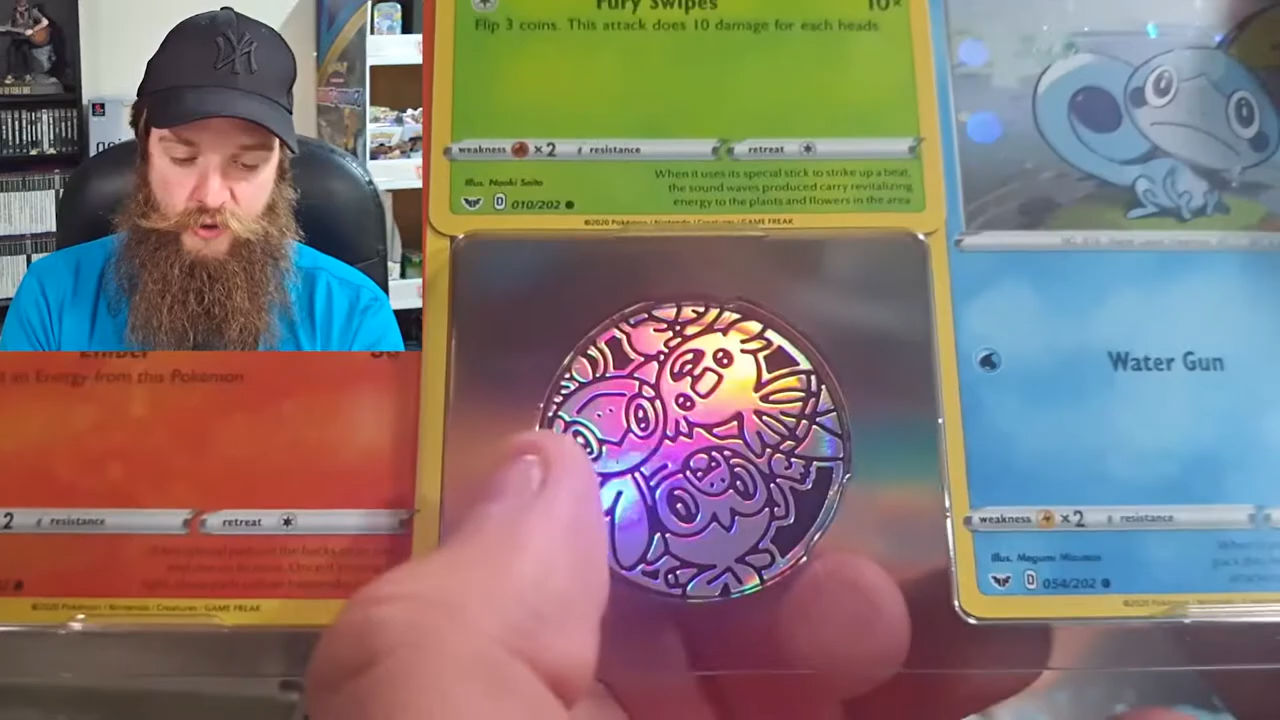 Fury Swipes 10×
Flip 3 coins. This attack does 10 damage for each heads.
weakness ×2 resistance retreat
When it uses its special stick to strike up a beat,
the sound waves produced carry revitalizing
energy to the plants and flowers in the area.
Illus. Naoki Saito
D 010/202
©2020 Pokémon / Nintendo / Creatures / GAME FREAK
Ember
an Energy from this Pokémon
2 resistance retreat
©2020 Pokémon / Nintendo / Creatures / GAME FREAK
Water Gun
weakness ×2 resistance
Illus. Megumi Mizutani
D 054/202
©2020 Pokémon / Nintendo / Creatures